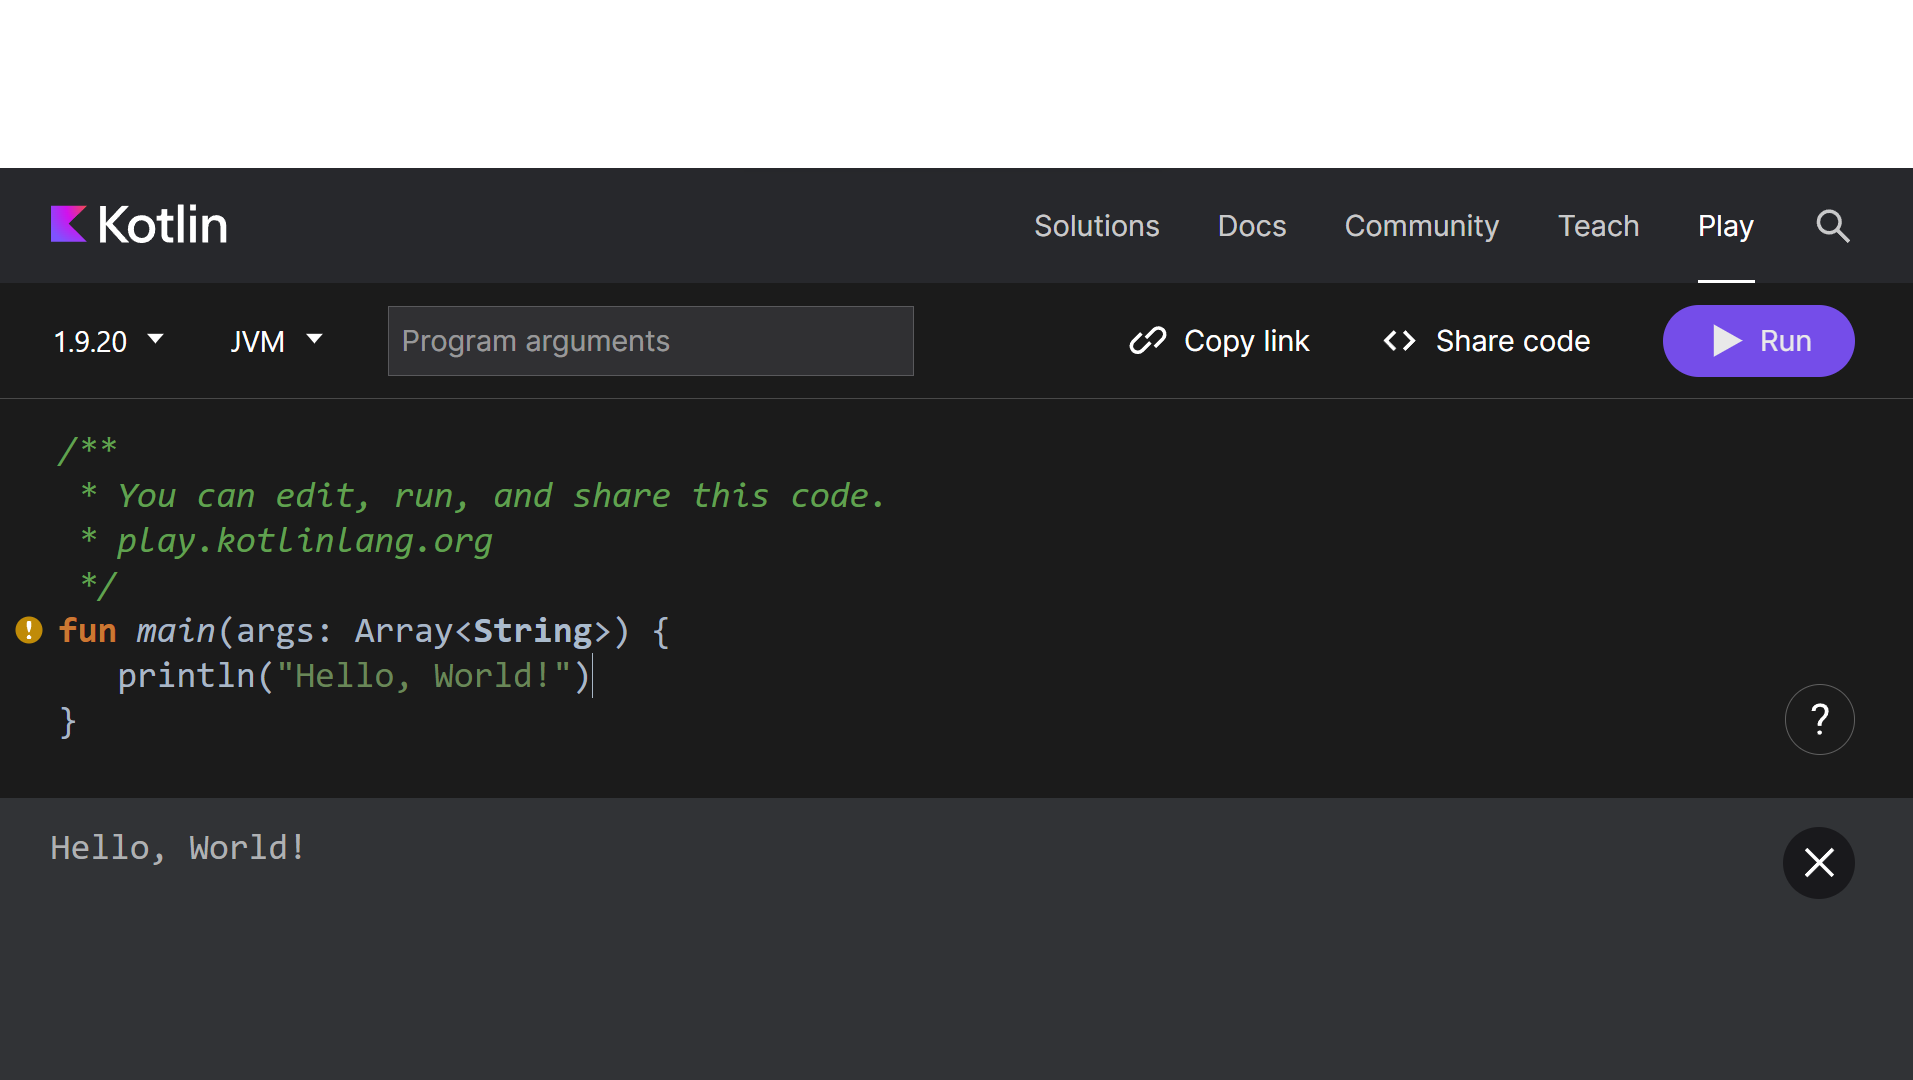 Kotlin Solutions Docs Community Teach Play
1.9.20 JVM Program arguments Copy link <> Share code Run
/**
 * You can edit, run, and share this code.
 * play.kotlinlang.org
 */
! fun main(args: Array<String>) {
   println("Hello, World!")
}
?
Hello, World!